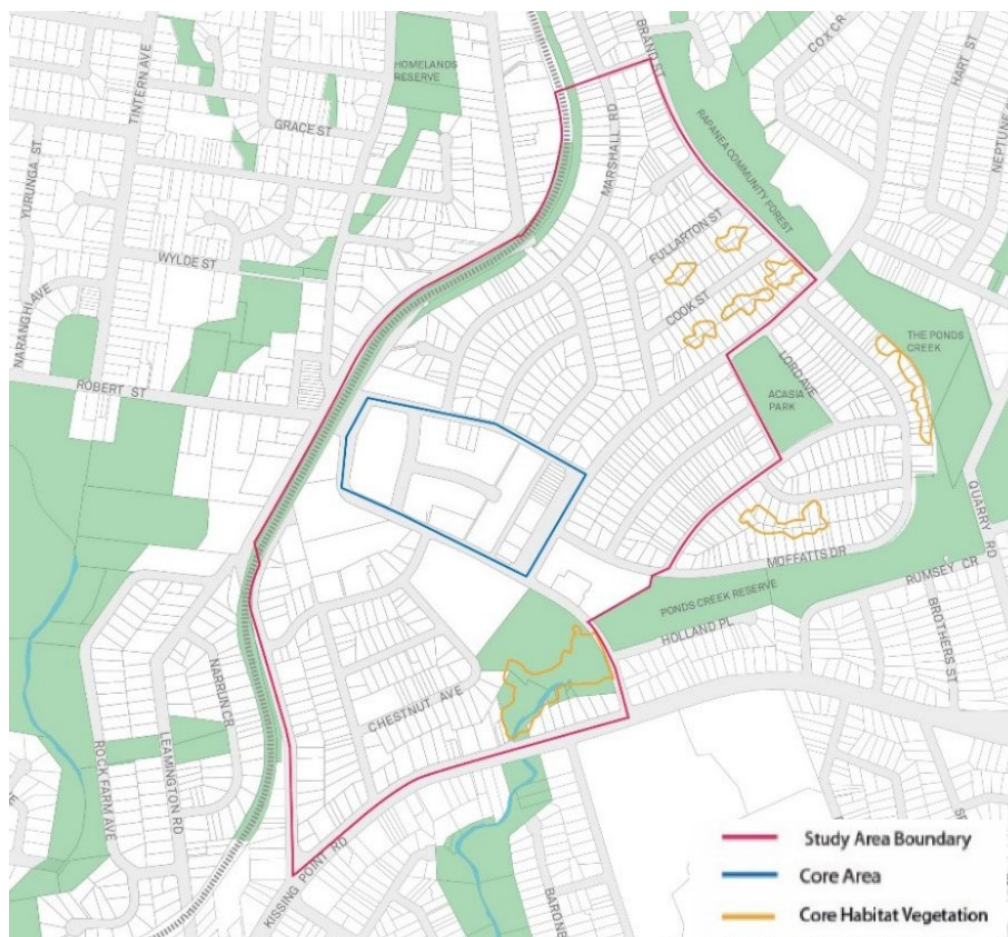 BRAND ST
COX CR
HART ST
NEPT
HOMELANDS
RESERVE
TINTERN AVE
GRACE ST
MARSHALL RD
RAPANEA COMMUNITY FOREST
YURUNGA ST
WYLDE ST
FULLARTON ST
COOK ST
NARANGHI AVE
THE PONDS
CREEK
LORD AVE
ACASIA
PARK
ROBERT ST
QUARRY RD
MOFFATTS DR
RUMSEY CR
PONDS CREEK RESERVE
HOLLAND PL
BROTHERS ST
NARRUN CR
CHESTNUT AVE
LEAMINGTON RD
ROCK FARM AVE
KISSING POINT RD
BARONB
Study Area Boundary
Core Area
Core Habitat Vegetation